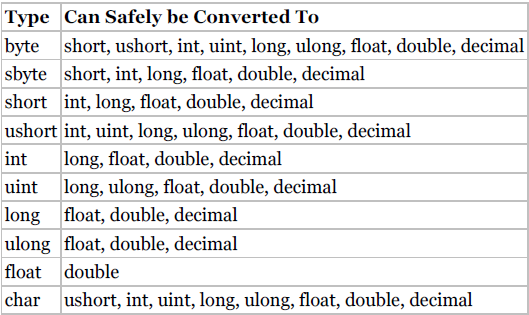 Type Can Safely be Converted To
byte short, ushort, int, uint, long, ulong, float, double, decimal
sbyte short, int, long, float, double, decimal
short int, long, float, double, decimal
ushort int, uint, long, ulong, float, double, decimal
int long, float, double, decimal
uint long, ulong, float, double, decimal
long float, double, decimal
ulong float, double, decimal
float double
char ushort, int, uint, long, ulong, float, double, decimal